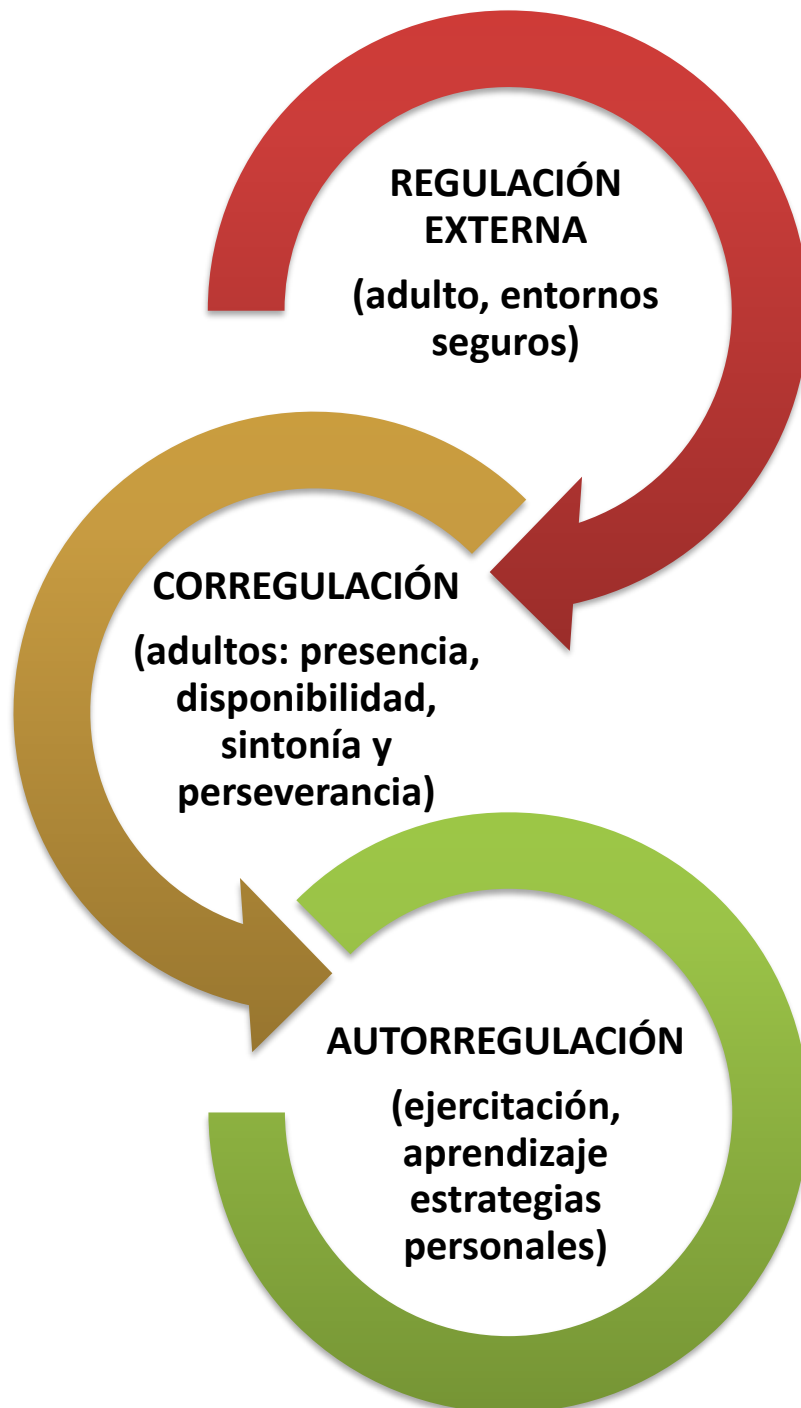 REGULACIÓN
EXTERNA
(adulto, entornos
seguros)
CORREGULACIÓN
(adultos: presencia,
disponibilidad,
sintonía y
perseverancia)
AUTORREGULACIÓN
(ejercitación,
aprendizaje
estrategias
personales)